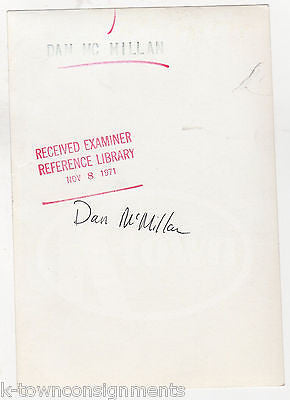 DAN MC MILLAN
RECEIVED EXAMINER
REFERENCE LIBRARY
NOV 8 1971
Dan McMillan
k-townconsignments